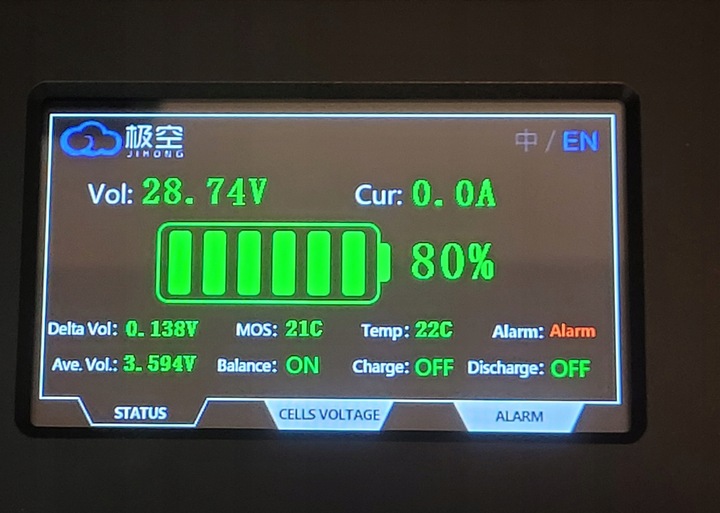 极空
JIKONG
中 / EN
Vol: 28.74V Cur: 0.0A
80%
Delta Vol: 0.138V MOS: 21C Temp: 22C Alarm: Alarm
Ave. Vol.: 3.594V Balance: ON Charge: OFF Discharge: OFF
STATUS CELLS VOLTAGE ALARM